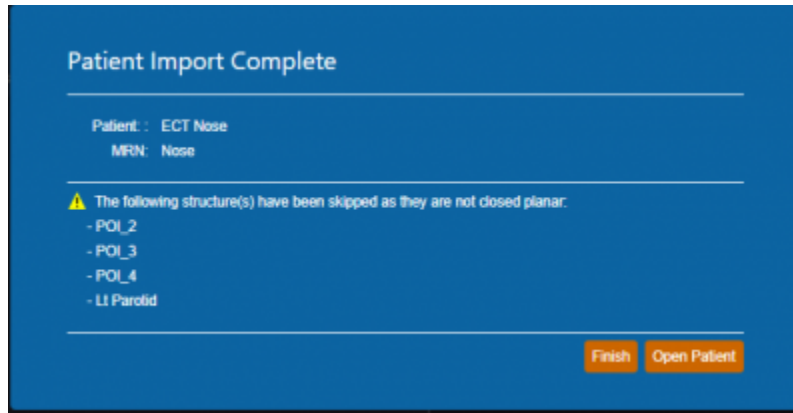 Patient Import Complete
Patient: : ECT Nose
MRN: Nose
The following structure(s) have been skipped as they are not closed planar:
- POI_2
- POI_3
- POI_4
- Lt Parotid
Finish Open Patient